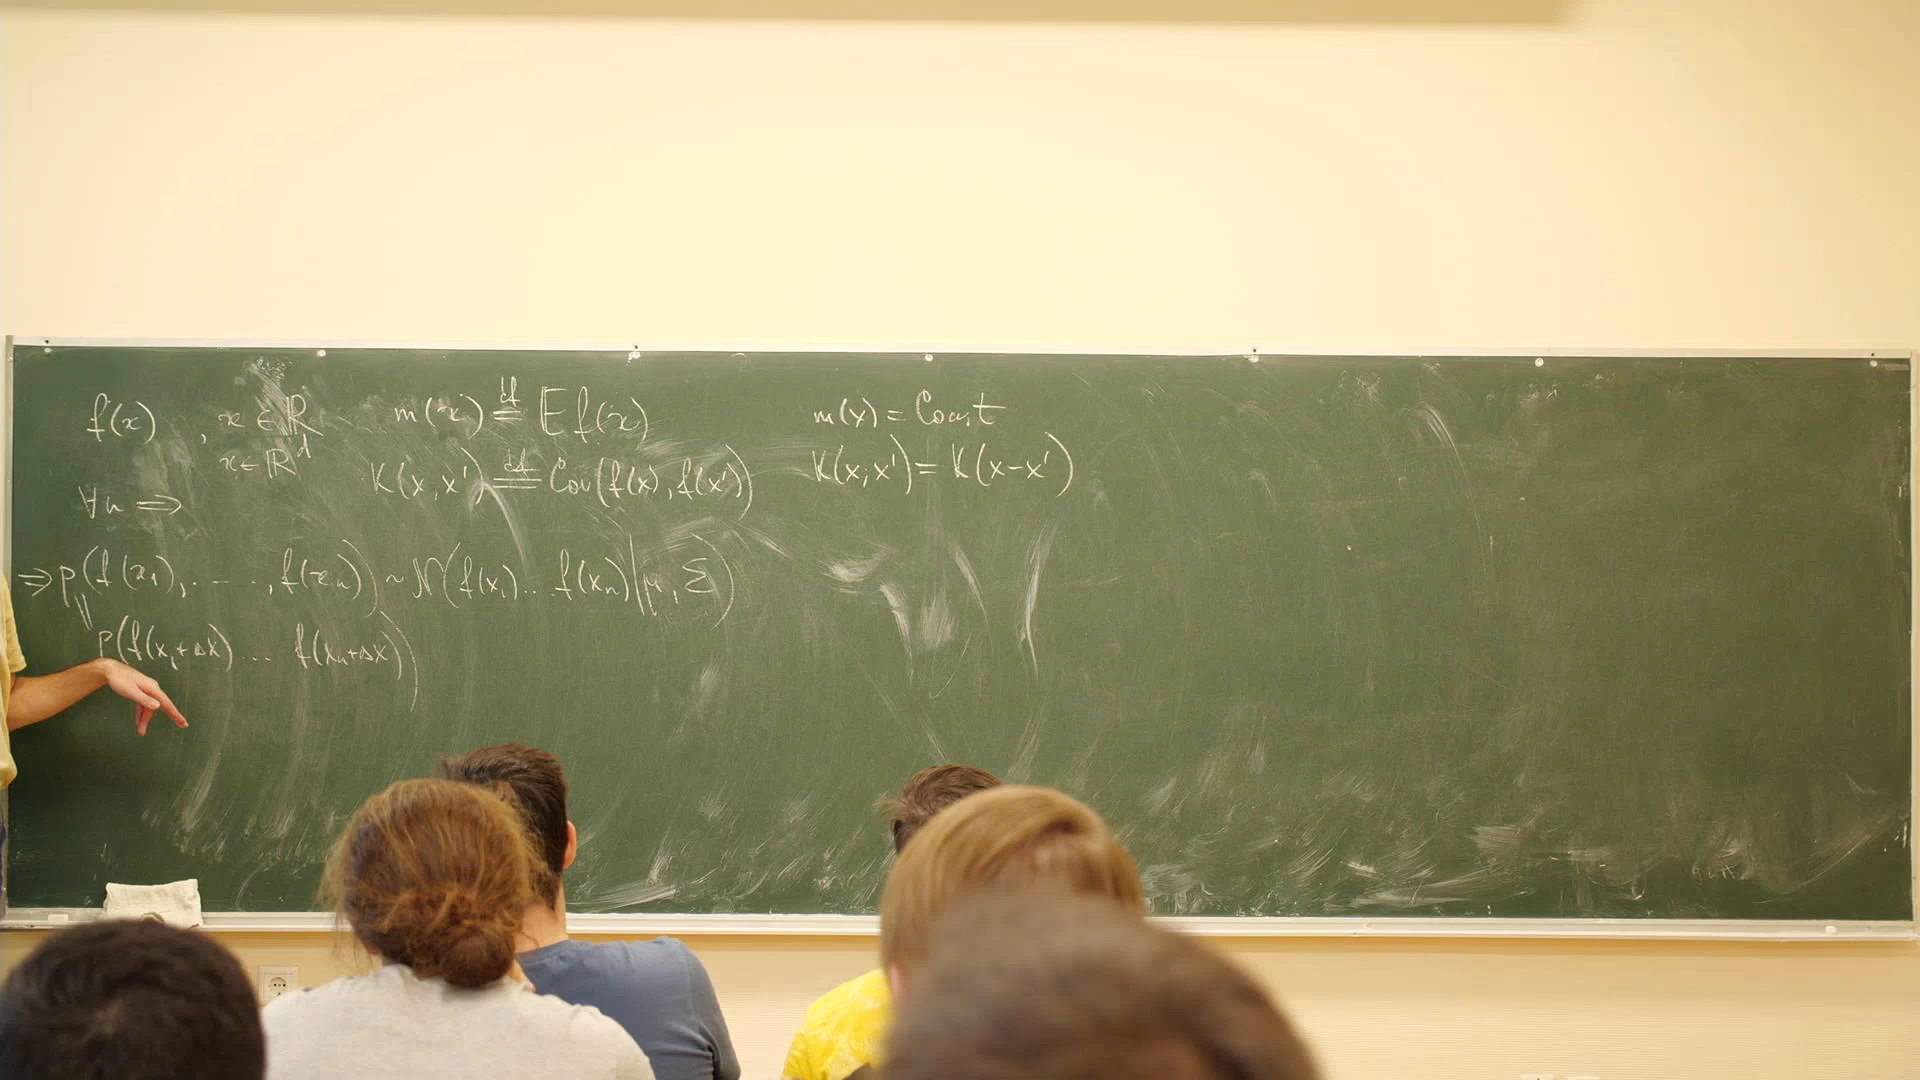 f(x) , x ∈ ℝ
x ∈ ℝ^d
∀n ⇒
⇒ p(f(x₁), . - - . , f(xₙ)) ~ N(f(x₁)... f(xₙ)|μ, Σ)
||
P(f(x₁+Δx) ... f(xₙ+Δx))
m(x) ≝ E f(x)
K(x, x') ≝ Cov(f(x), f(x'))
m(x) = Const
K(x, x') = K(x-x')